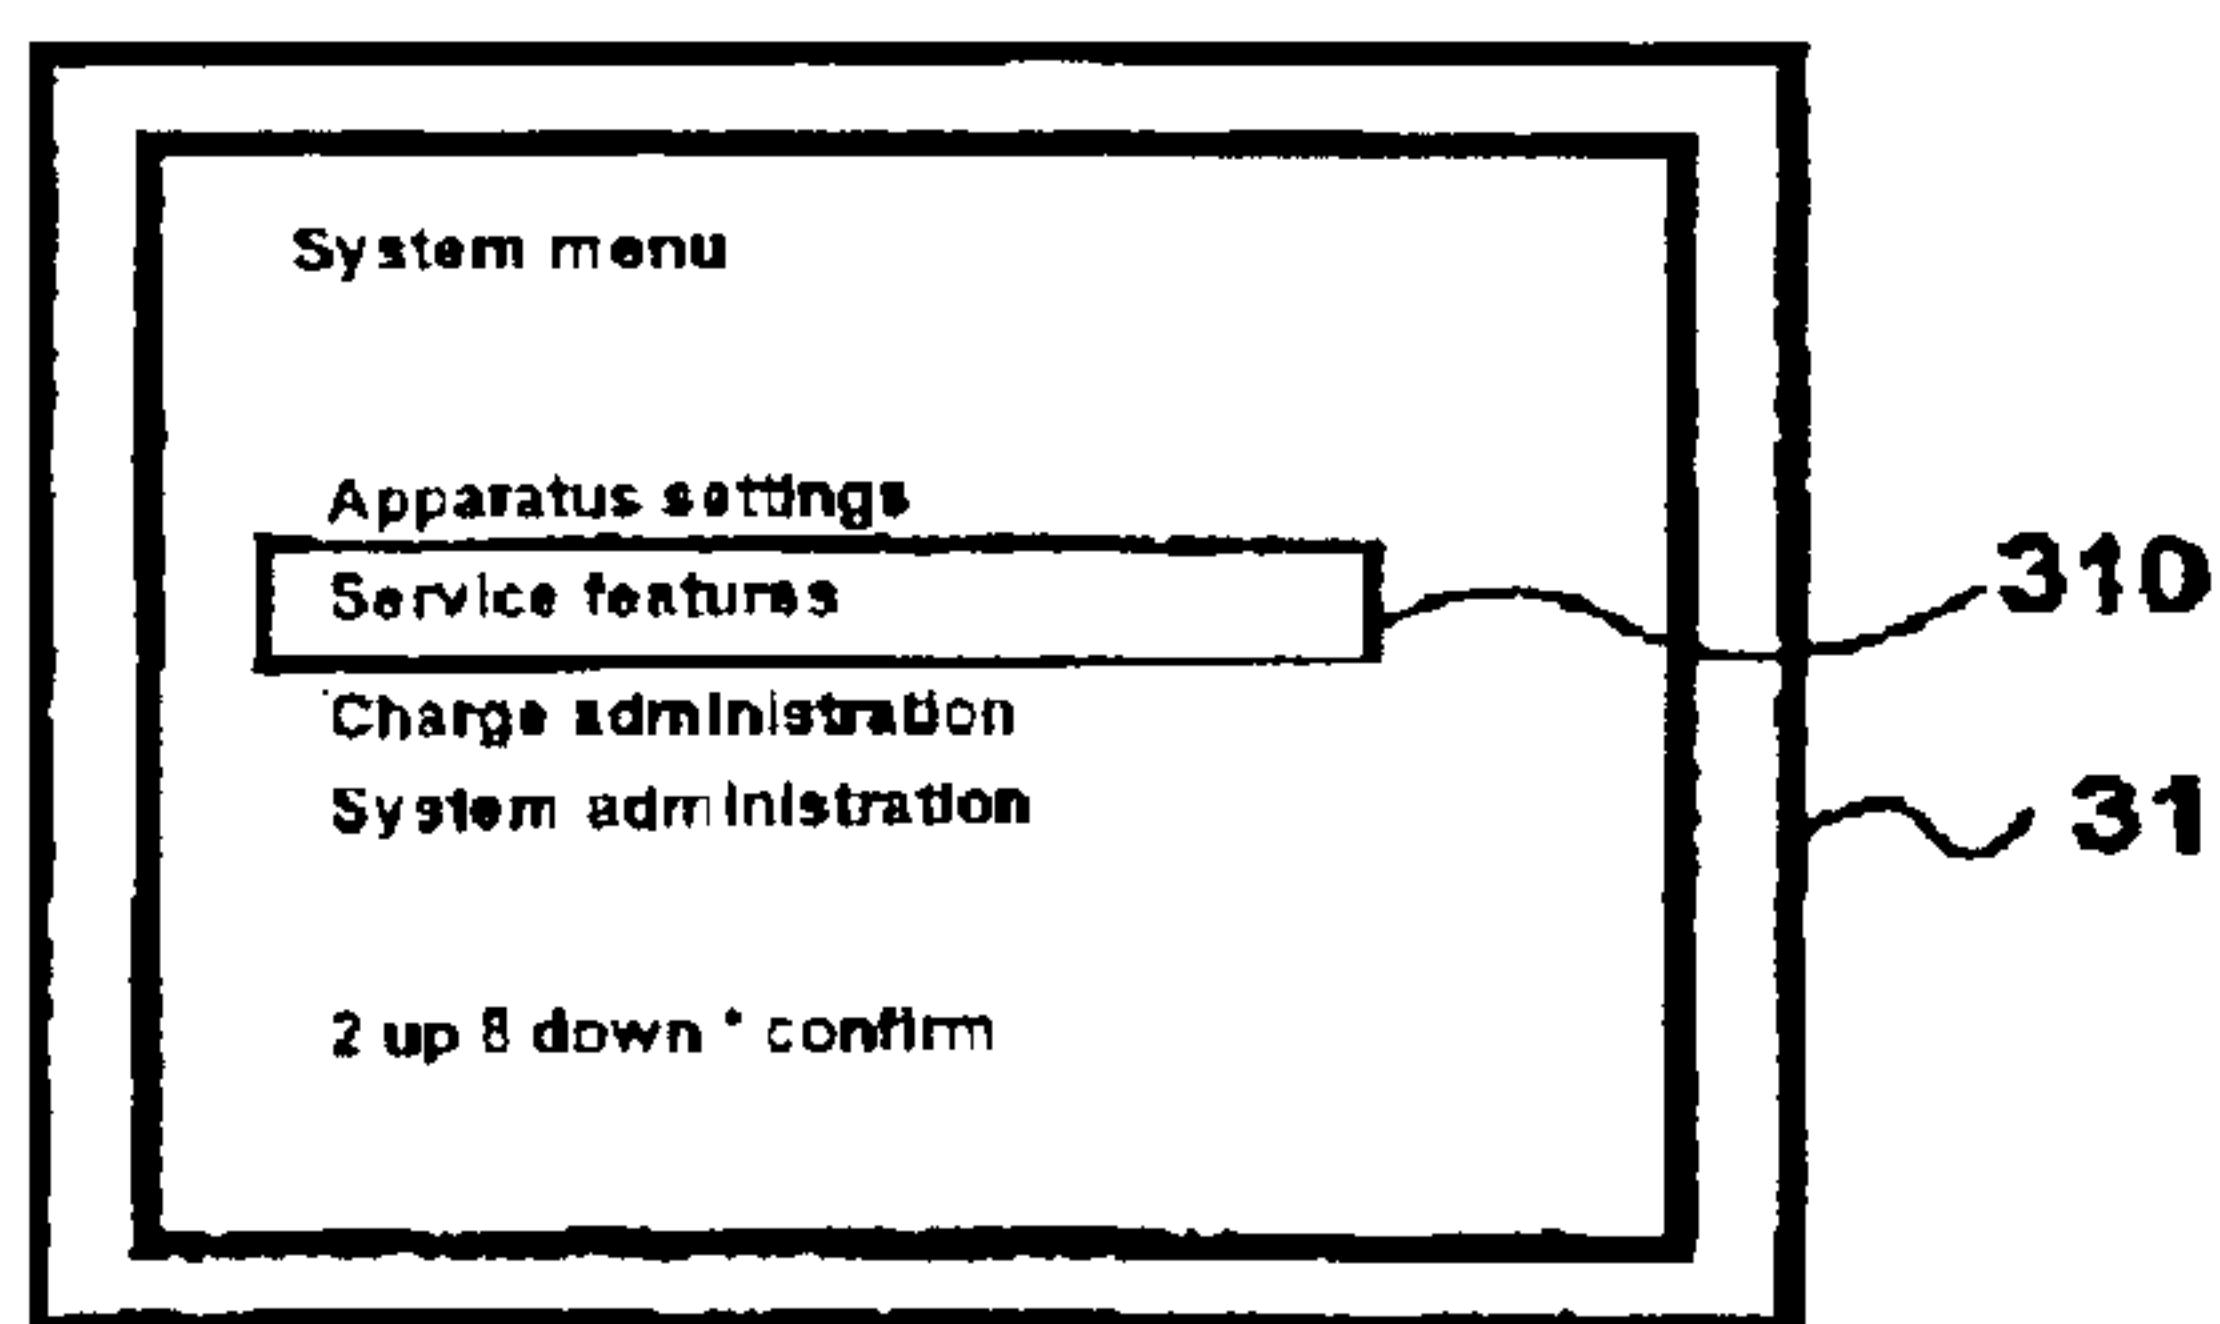 System menu
Apparatus settings
Service features
310
Charge administration
System administration
31
2 up 8 down * confirm